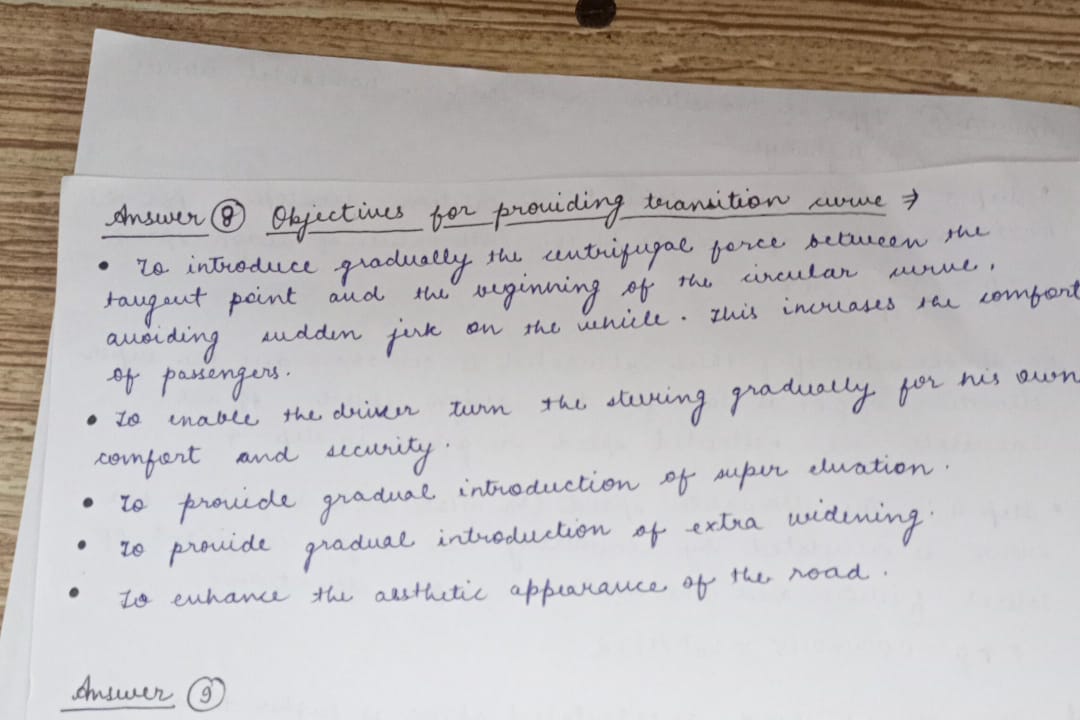 Answer ⑧ Objectives for providing transition curve ⇒
• To introduce gradually the centrifugal force between the
tangent point and the beginning of the circular curve,
avoiding sudden jerk on the vehicle. This increases the comfort
of passengers.
• To enable the driver turn the steering gradually for his own
comfort and security.
• To provide gradual introduction of super elevation.
• To provide gradual introduction of extra widening.
• To enhance the aesthetic appearance of the road.
Answer ⑨